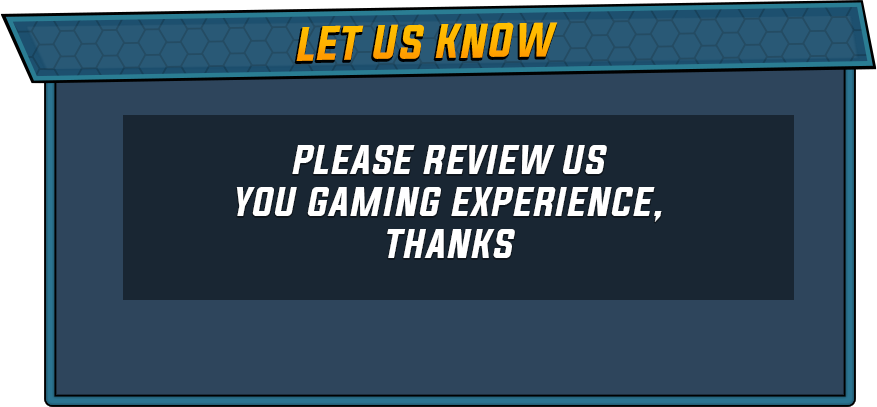 LET US KNOW
PLEASE REVIEW US
YOU GAMING EXPERIENCE,
THANKS